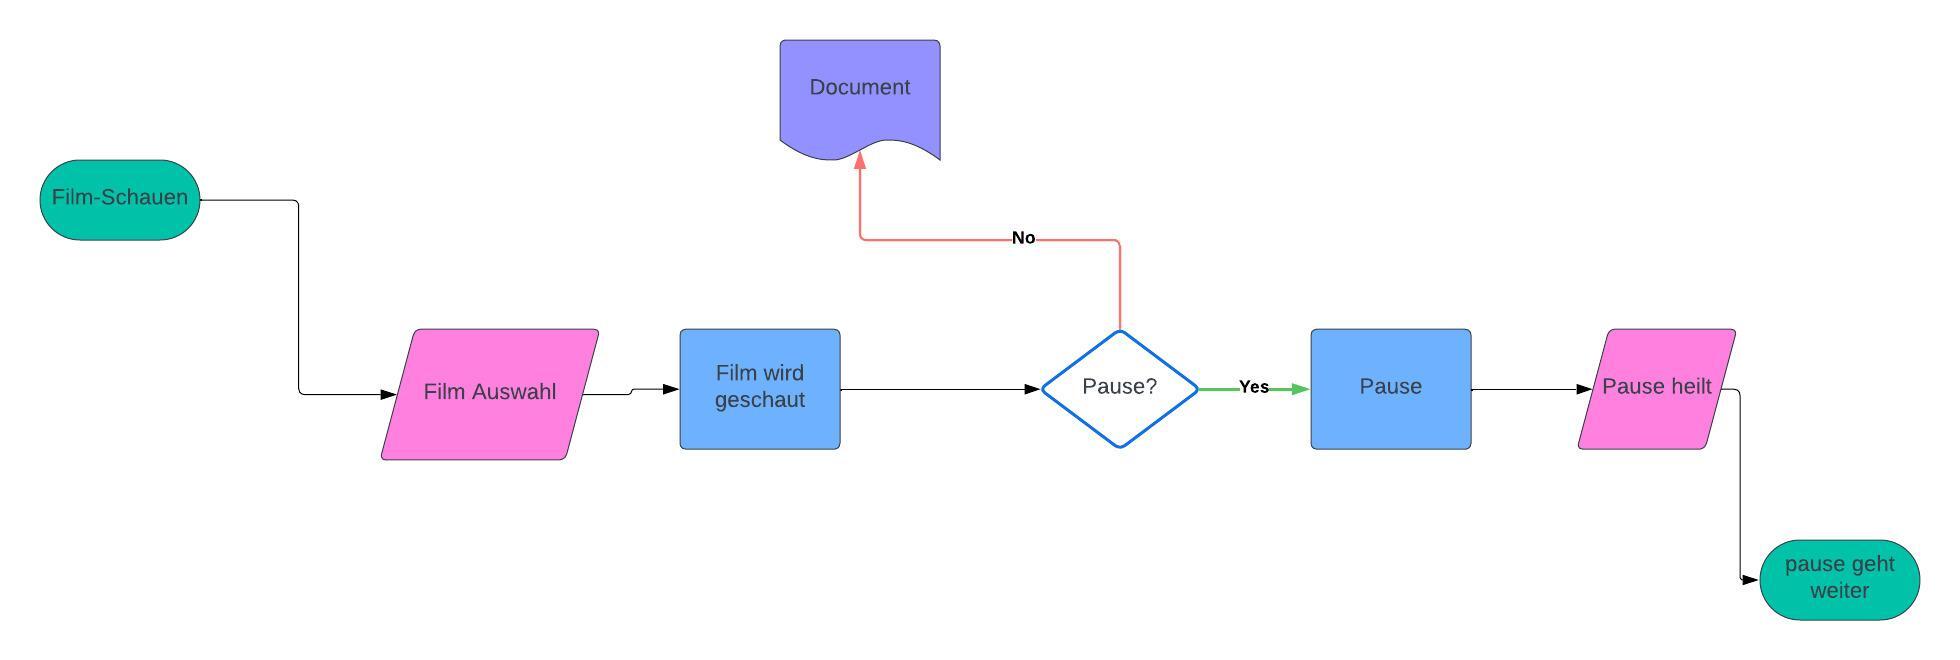 Document
Film-Schauen
No
Film Auswahl
Film wird
geschaut
Pause?
Yes
Pause
Pause heilt
pause geht
weiter